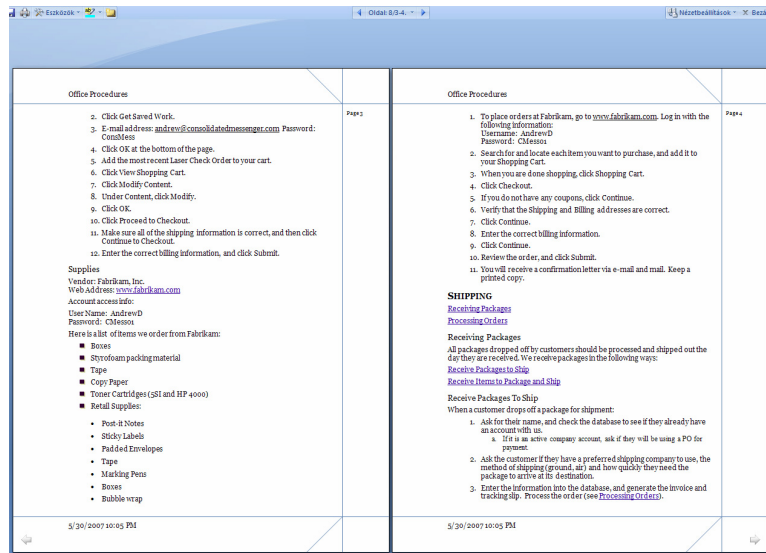 Eszközök
Oldal: 8/3-4.
Nézetbeállítások
Office Procedures
Page 3
2. Click Get Saved Work.
3. E-mail address: andrew@consolidatedmessenger.com Password:
ConsMess
4. Click OK at the bottom of the page.
5. Add the most recent Laser Check Order to your cart.
6. Click View Shopping Cart.
7. Click Modify Content.
8. Under Content, click Modify.
9. Click OK.
10. Click Proceed to Checkout.
11. Make sure all of the shipping information is correct, and then click
Continue to Checkout.
12. Enter the correct billing information, and click Submit.
Supplies
Vendor: Fabrikam, Inc.
Web Address: www.fabrikam.com
Account access info:
User Name: AndrewD
Password: CMess01
Here is a list of items we order from Fabrikam:
Boxes
Styrofoam packing material
Tape
Copy Paper
Toner Cartridges (5SI and HP 4000)
Retail Supplies:
• Post-it Notes
• Sticky Labels
• Padded Envelopes
• Tape
• Marking Pens
• Boxes
• Bubble wrap
5/30/2007 10:05 PM
Office Procedures
Page 4
1. To place orders at Fabrikam, go to www.fabrikam.com. Log in with the
following information:
Username: AndrewD
Password: CMess01
2. Search for and locate each item you want to purchase, and add it to
your Shopping Cart.
3. When you are done shopping, click Shopping Cart.
4. Click Checkout.
5. If you do not have any coupons, click Continue.
6. Verify that the Shipping and Billing addresses are correct.
7. Click Continue.
8. Enter the correct billing information.
9. Click Continue.
10. Review the order, and click Submit.
11. You will receive a confirmation letter via e-mail and mail. Keep a
printed copy.
SHIPPING
Receiving Packages
Processing Orders
Receiving Packages
All packages dropped off by customers should be processed and shipped out the
day they are received. We receive packages in the following ways:
Receive Packages to Ship
Receive Items to Package and Ship
Receive Packages To Ship
When a customer drops off a package for shipment:
1. Ask for their name, and check the database to see if they already have
an account with us.
a. If it is an active company account, ask if they will be using a PO for
payment.
2. Ask the customer if they have a preferred shipping company to use, the
method of shipping (ground, air) and how quickly they need the
package to arrive at its destination.
3. Enter the information into the database, and generate the invoice and
tracking slip. Process the order (see Processing Orders).
5/30/2007 10:05 PM